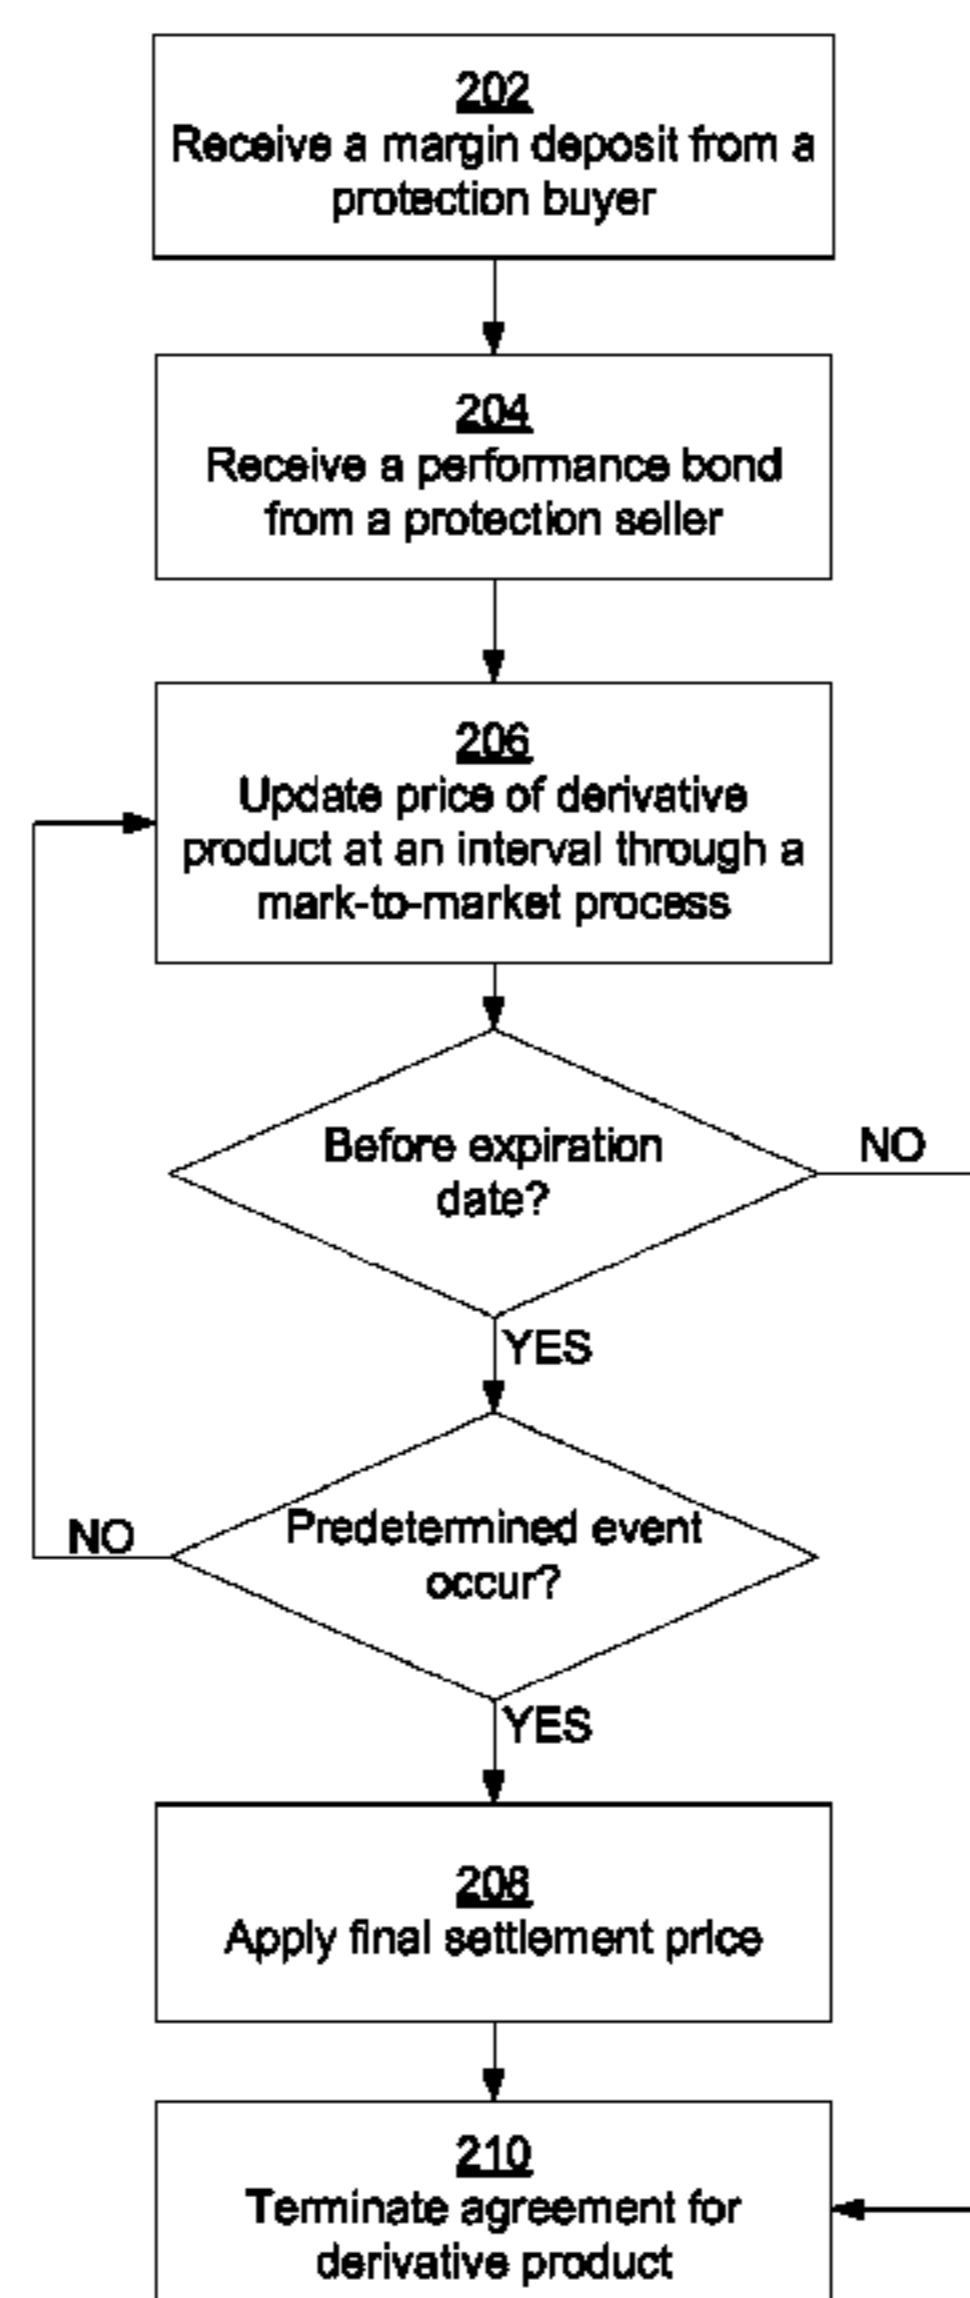 202
Receive a margin deposit from a
protection buyer
204
Receive a performance bond
from a protection seller
206
Update price of derivative
product at an interval through a
mark-to-market process
Before expiration
date?
NO
YES
Predetermined event
occur?
NO
YES
208
Apply final settlement price
210
Terminate agreement for
derivative product